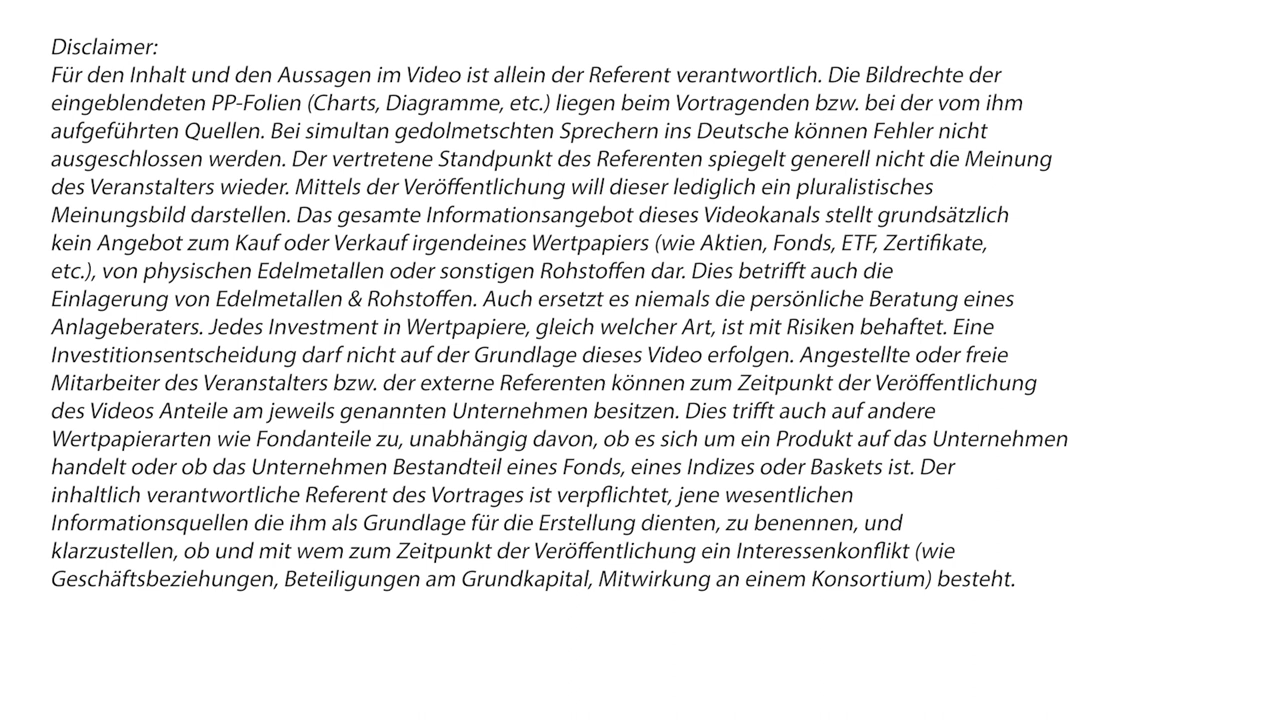 Disclaimer:
Für den Inhalt und den Aussagen im Video ist allein der Referent verantwortlich. Die Bildrechte der
eingeblendeten PP-Folien (Charts, Diagramme, etc.) liegen beim Vortragenden bzw. bei der vom ihm
aufgeführten Quellen. Bei simultan gedolmetschten Sprechern ins Deutsche können Fehler nicht
ausgeschlossen werden. Der vertretene Standpunkt des Referenten spiegelt generell nicht die Meinung
des Veranstalters wieder. Mittels der Veröffentlichung will dieser lediglich ein pluralistisches
Meinungsbild darstellen. Das gesamte Informationsangebot dieses Videokanals stellt grundsätzlich
kein Angebot zum Kauf oder Verkauf irgendeines Wertpapiers (wie Aktien, Fonds, ETF, Zertifikate,
etc.), von physischen Edelmetallen oder sonstigen Rohstoffen dar. Dies betrifft auch die
Einlagerung von Edelmetallen & Rohstoffen. Auch ersetzt es niemals die persönliche Beratung eines
Anlageberaters. Jedes Investment in Wertpapiere, gleich welcher Art, ist mit Risiken behaftet. Eine
Investitionsentscheidung darf nicht auf der Grundlage dieses Video erfolgen. Angestellte oder freie
Mitarbeiter des Veranstalters bzw. der externe Referenten können zum Zeitpunkt der Veröffentlichung
des Videos Anteile am jeweils genannten Unternehmen besitzen. Dies trifft auch auf andere
Wertpapierarten wie Fondanteile zu, unabhängig davon, ob es sich um ein Produkt auf das Unternehmen
handelt oder ob das Unternehmen Bestandteil eines Fonds, eines Indizes oder Baskets ist. Der
inhaltlich verantwortliche Referent des Vortrages ist verpflichtet, jene wesentlichen
Informationsquellen die ihm als Grundlage für die Erstellung dienten, zu benennen, und
klarzustellen, ob und mit wem zum Zeitpunkt der Veröffentlichung ein Interessenkonflikt (wie
Geschäftsbeziehungen, Beteiligungen am Grundkapital, Mitwirkung an einem Konsortium) besteht.